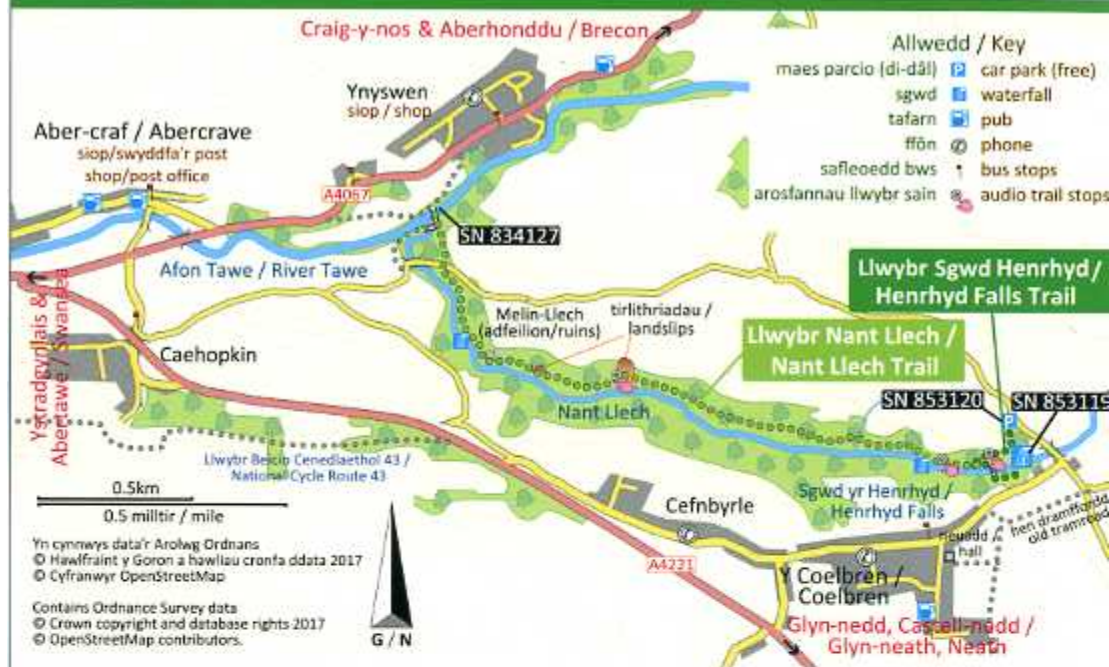 Craig-y-nos & Aberhonddu / Brecon
Allwedd / Key
maes parcio (di-dâl) P car park (free)
sgwd waterfall
tafarn pub
ffôn phone
safleoedd bws bus stops
arosfannau llwybr sain audio trail stops
Ynyswen
siop / shop
Aber-craf / Abercrave
siop/swyddfa'r post
shop/post office
A4067
SN 834127
Afon Tawe / River Tawe
Llwybr Sgwd Henrhyd /
Henrhyd Falls Trail
Melin-Llech
(adfeilion/ruins)
tirlithriadau /
landslips
Llwybr Nant Llech /
Nant Llech Trail
Ystradgynlais &
Abertawe / Swansea
Caehopkin
Nant Llech
SN 853120
SN 853119
P
Llwybr Beicio Cenedlaethol 43 /
National Cycle Route 43
Sgwd yr Henrhyd /
Henrhyd Falls
0.5km
0.5 milltir / mile
Cefnbyrle
hen dramffordd
old tramroad
neuadd /
hall
Yn cynnwys data'r Arolwg Ordnans
© Hawlfraint y Goron a hawliau cronfa ddata 2017
© Cyfranwyr OpenStreetMap
A4221
Y Coelbren /
Coelbren
Contains Ordnance Survey data
© Crown copyright and database rights 2017
© OpenStreetMap contributors.
G / N
Glyn-nedd, Castell-nedd /
Glyn-neath, Neath